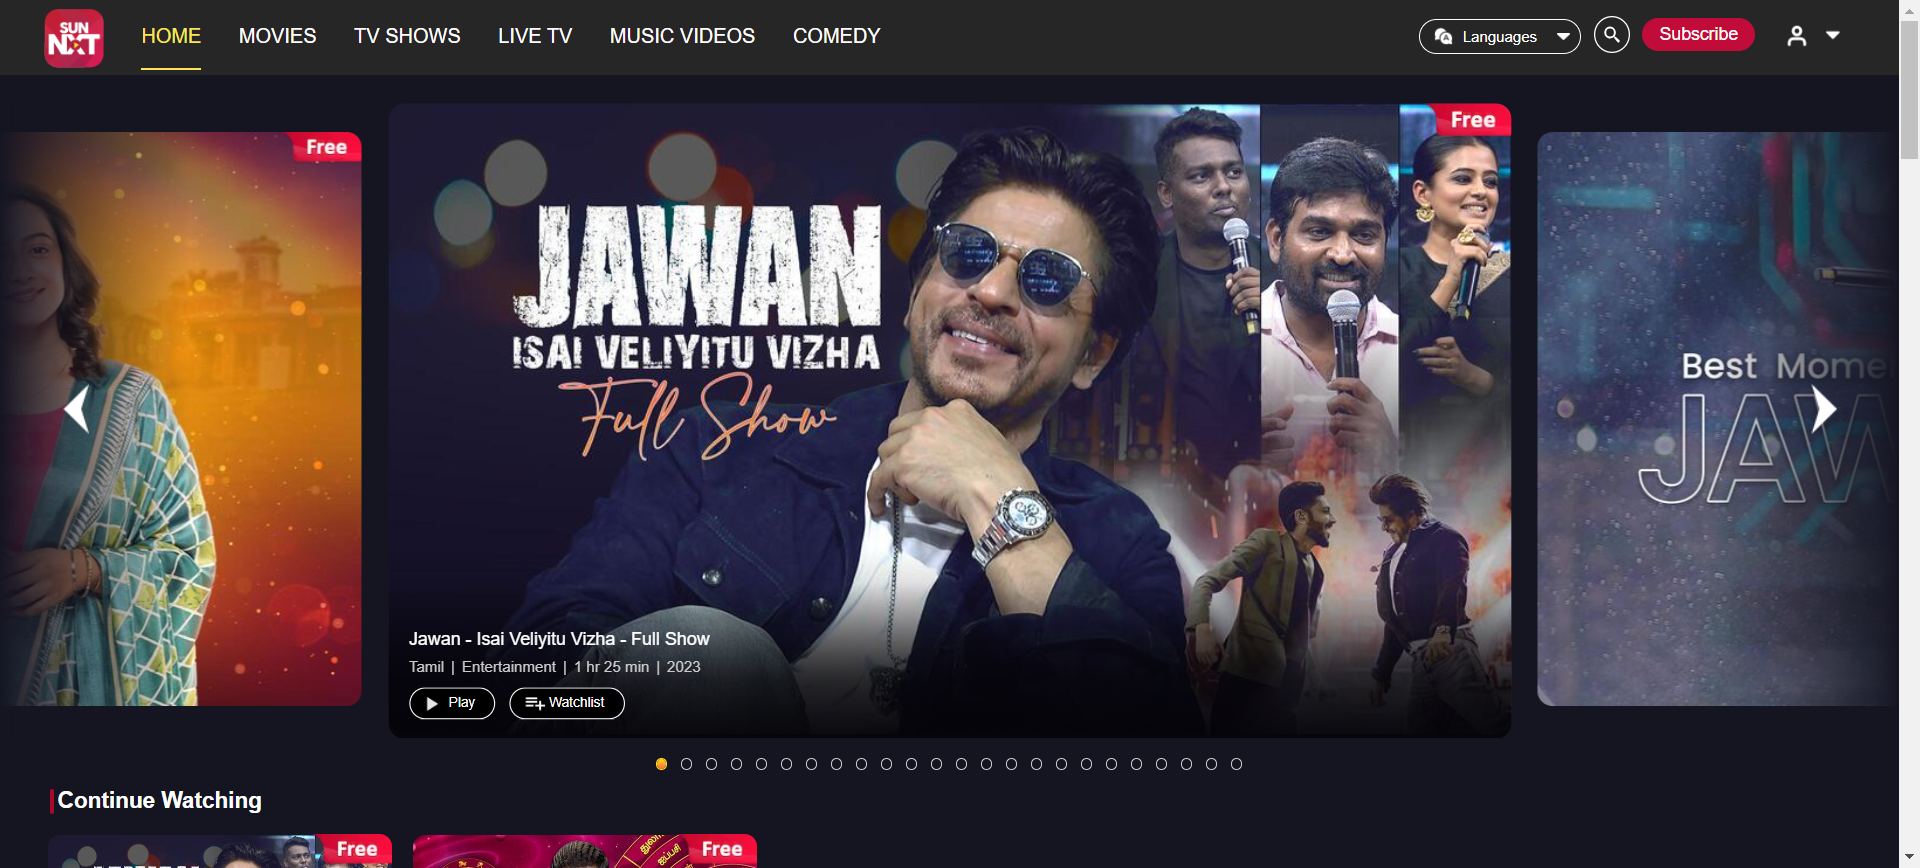 SUN
NXT
HOME
MOVIES
TV SHOWS
LIVE TV
MUSIC VIDEOS
COMEDY
Languages
Subscribe
Free
Free
JAWAN
ISAI VELIYITU VIZHA
Full Show
Best Mome
JAW
Jawan - Isai Veliyitu Vizha - Full Show
Tamil | Entertainment | 1 hr 25 min | 2023
Play
Watchlist
Continue Watching
Free
Free